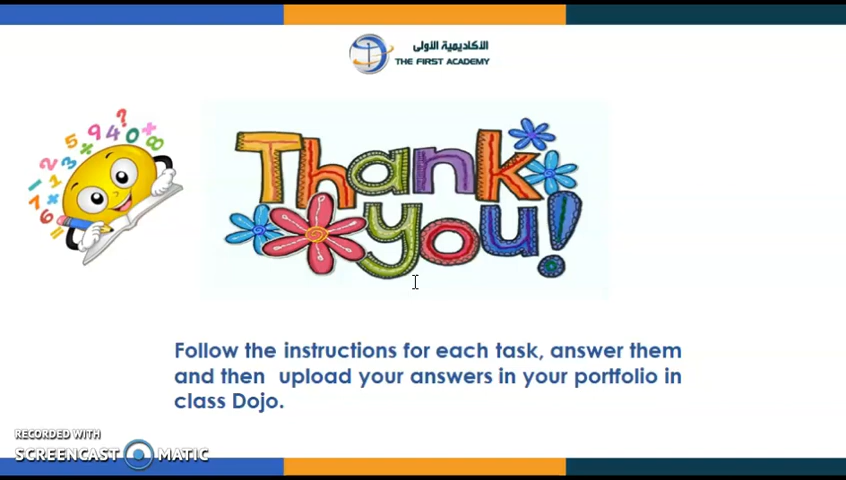 الأكاديمية الأولى
THE FIRST ACADEMY
Thank
you!
Follow the instructions for each task, answer them
and then upload your answers in your portfolio in
class Dojo.
RECORDED WITH
SCREENCAST MATIC